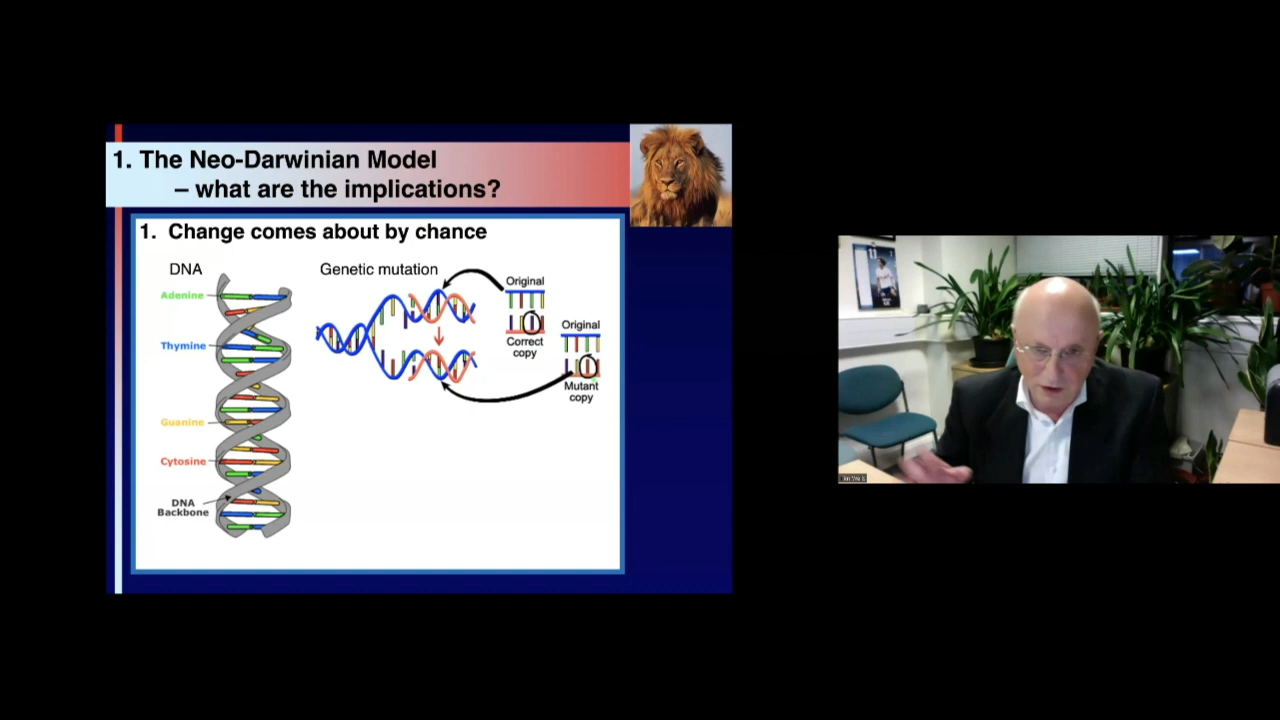 1. The Neo-Darwinian Model
– what are the implications?
1. Change comes about by chance
DNA
Genetic mutation
Adenine
Thymine
Guanine
Cytosine
DNA
Backbone
Original
Correct
copy
Original
Mutant
copy
11